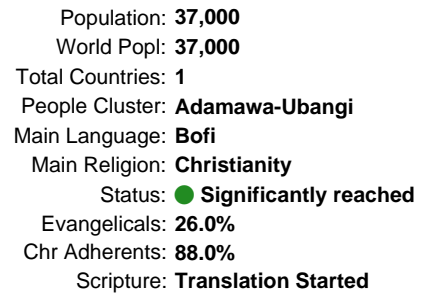 Population: 37,000
World Popl: 37,000
Total Countries: 1
People Cluster: Adamawa-Ubangi
Main Language: Bofi
Main Religion: Christianity
Status: Significantly reached
Evangelicals: 26.0%
Chr Adherents: 88.0%
Scripture: Translation Started